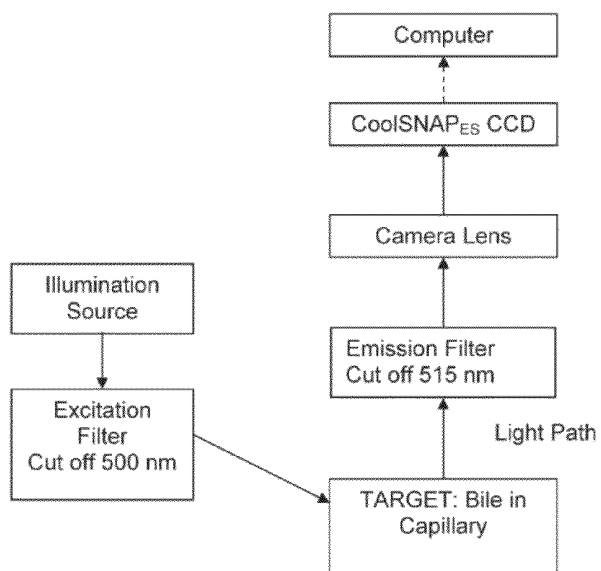 Computer
CoolSNAP_ES CCD
Camera Lens
Illumination
Source
Emission Filter
Cut off 515 nm
Excitation
Filter
Cut off 500 nm
Light Path
TARGET: Bile in
Capillary